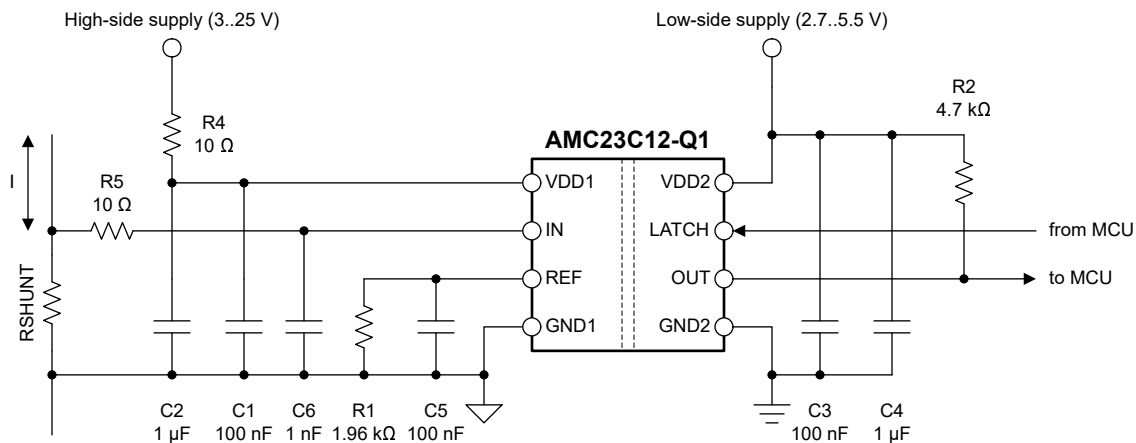 High-side supply (3..25 V)
Low-side supply (2.7..5.5 V)
R4
10 Ω
R2
4.7 kΩ
AMC23C12-Q1
I
R5
10 Ω
RSHUNT
VDD1
IN
REF
GND1
VDD2
LATCH
OUT
GND2
from MCU
to MCU
C2
1 μF
C1
100 nF
C6
1 nF
R1
1.96 kΩ
C5
100 nF
C3
100 nF
C4
1 μF